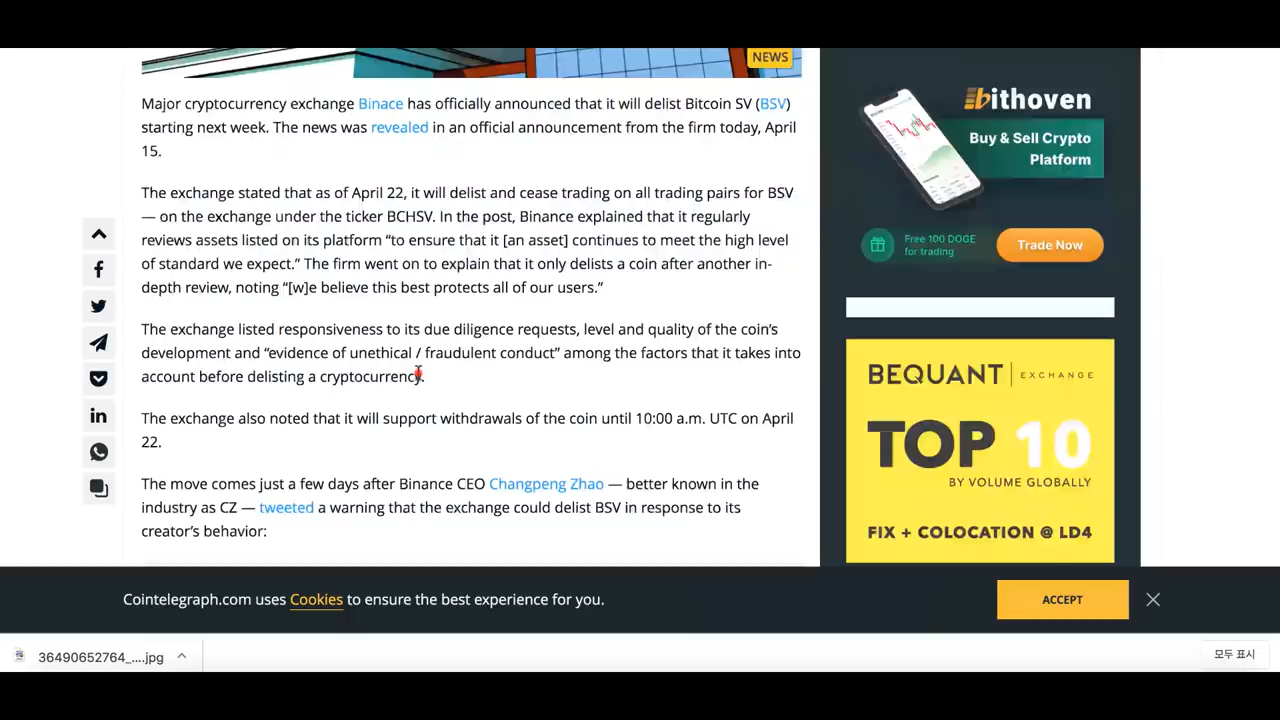 NEWS
Major cryptocurrency exchange Binace has officially announced that it will delist Bitcoin SV (BSV)
starting next week. The news was revealed in an official announcement from the firm today, April
15.
The exchange stated that as of April 22, it will delist and cease trading on all trading pairs for BSV
— on the exchange under the ticker BCHSV. In the post, Binance explained that it regularly
reviews assets listed on its platform “to ensure that it [an asset] continues to meet the high level
of standard we expect.” The firm went on to explain that it only delists a coin after another in-
depth review, noting “[w]e believe this best protects all of our users.”
The exchange listed responsiveness to its due diligence requests, level and quality of the coin’s
development and “evidence of unethical / fraudulent conduct” among the factors that it takes into
account before delisting a cryptocurrency.
The exchange also noted that it will support withdrawals of the coin until 10:00 a.m. UTC on April
22.
The move comes just a few days after Binance CEO Changpeng Zhao — better known in the
industry as CZ — tweeted a warning that the exchange could delist BSV in response to its
creator’s behavior:
bithoven
Buy & Sell Crypto
Platform
Free 100 DOGE
for trading
Trade Now
BEQUANT | EXCHANGE
TOP 10
BY VOLUME GLOBALLY
FIX + COLOCATION @ LD4
Cointelegraph.com uses Cookies to ensure the best experience for you.
ACCEPT
36490652764_....jpg
모두 표시